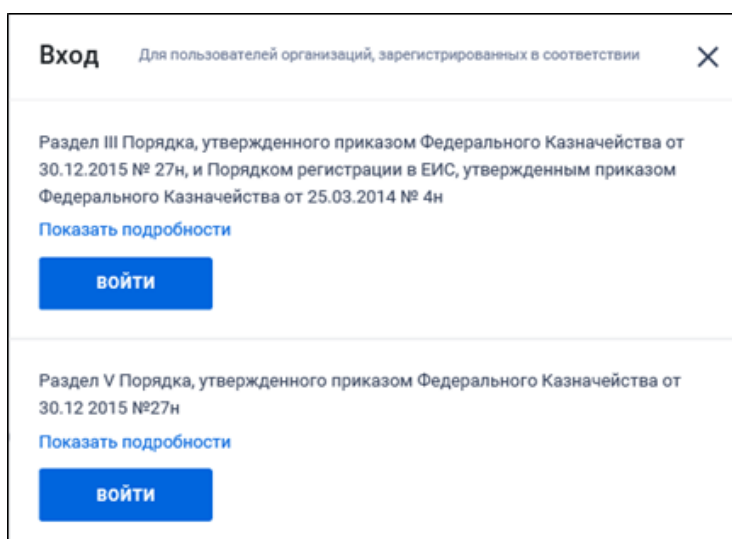 Вход Для пользователей организаций, зарегистрированных в соответствии
Раздел III Порядка, утвержденного приказом Федерального Казначейства от
30.12.2015 № 27н, и Порядком регистрации в ЕИС, утвержденным приказом
Федерального Казначейства от 25.03.2014 № 4н
Показать подробности
ВОЙТИ
Раздел V Порядка, утвержденного приказом Федерального Казначейства от
30.12 2015 №27н
Показать подробности
ВОЙТИ